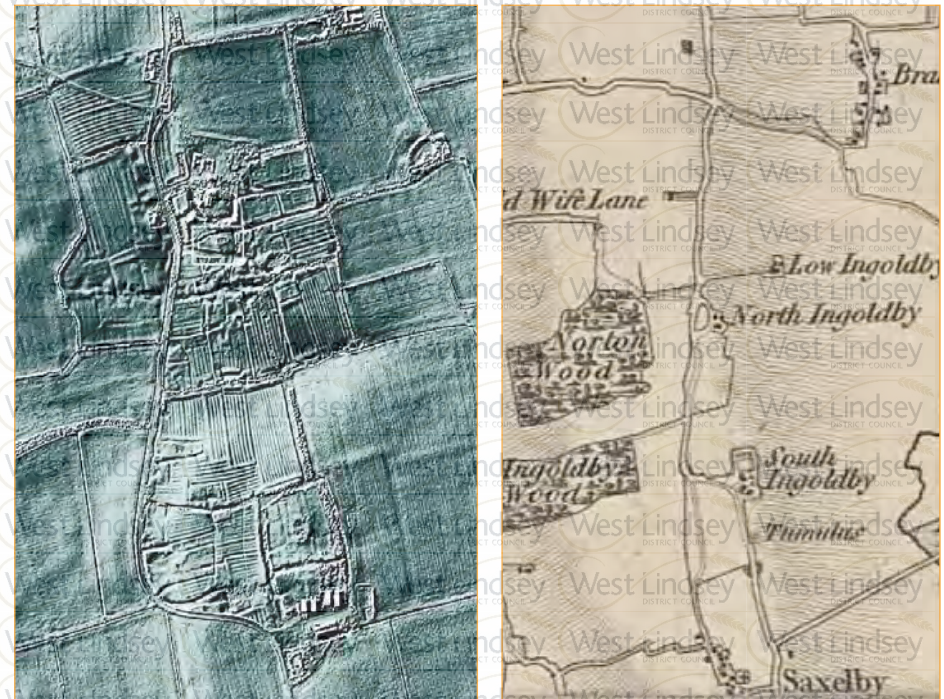 Bra
d Wife Lane
Low Ingoldby
North Ingoldby
Norton
Wood
South
Ingoldby
Ingoldby
Wood
Tumulus
Saxelby
West Lindsey
DISTRICT COUNCIL